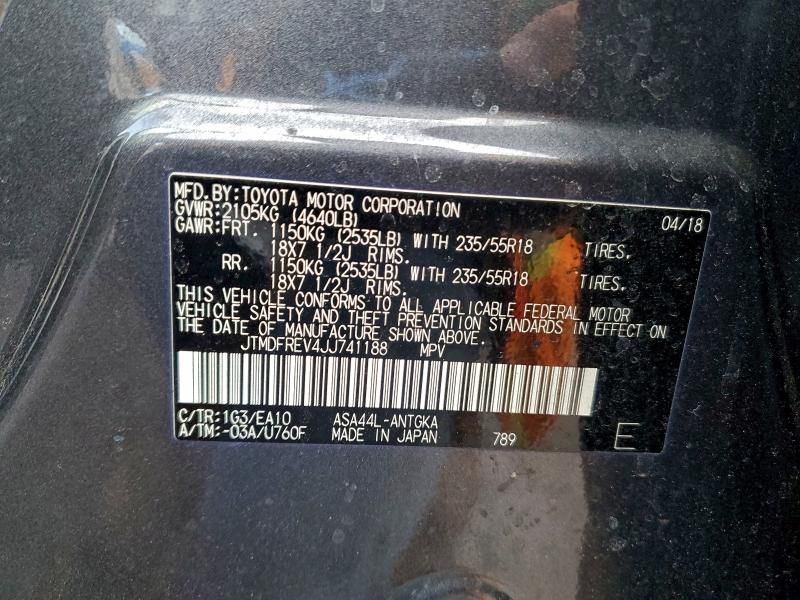 MFD.BY:TOYOTA MOTOR CORPORATION 04/18
GVWR:2105KG (4640LB)
GAWR:FRT. 1150KG (2535LB) WITH 235/55R18 TIRES.
18X7 1/2J RIMS.
RR. 1150KG (2535LB) WITH 235/55R18 TIRES.
18X7 1/2J RIMS.
THIS VEHICLE CONFORMS TO ALL APPLICABLE FEDERAL MOTOR
VEHICLE SAFETY AND THEFT PREVENTION STANDARDS IN EFFECT ON
THE DATE OF MANUFACTURE SHOWN ABOVE.
JTMDFREV4JJ741188 MPV
C/TR:1G3/EA10 ASA44L-ANTGKA
A/TM:-03A/U760F MADE IN JAPAN 789 E